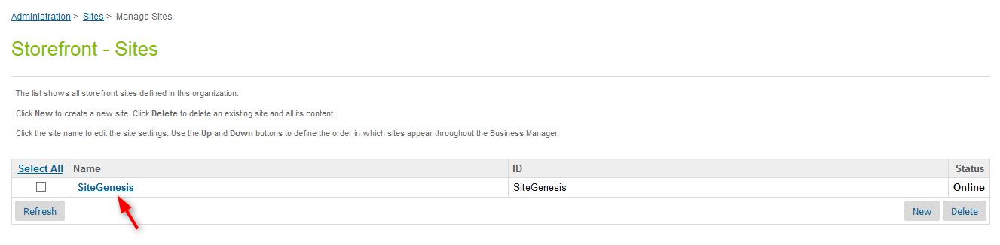 Administration > Sites > Manage Sites
Storefront - Sites
The list shows all storefront sites defined in this organization.
Click New to create a new site. Click Delete to delete an existing site and all its content.
Click the site name to edit the site settings. Use the Up and Down buttons to define the order in which sites appear throughout the Business Manager.
Select All Name ID Status
SiteGenesis SiteGenesis Online
Refresh New Delete